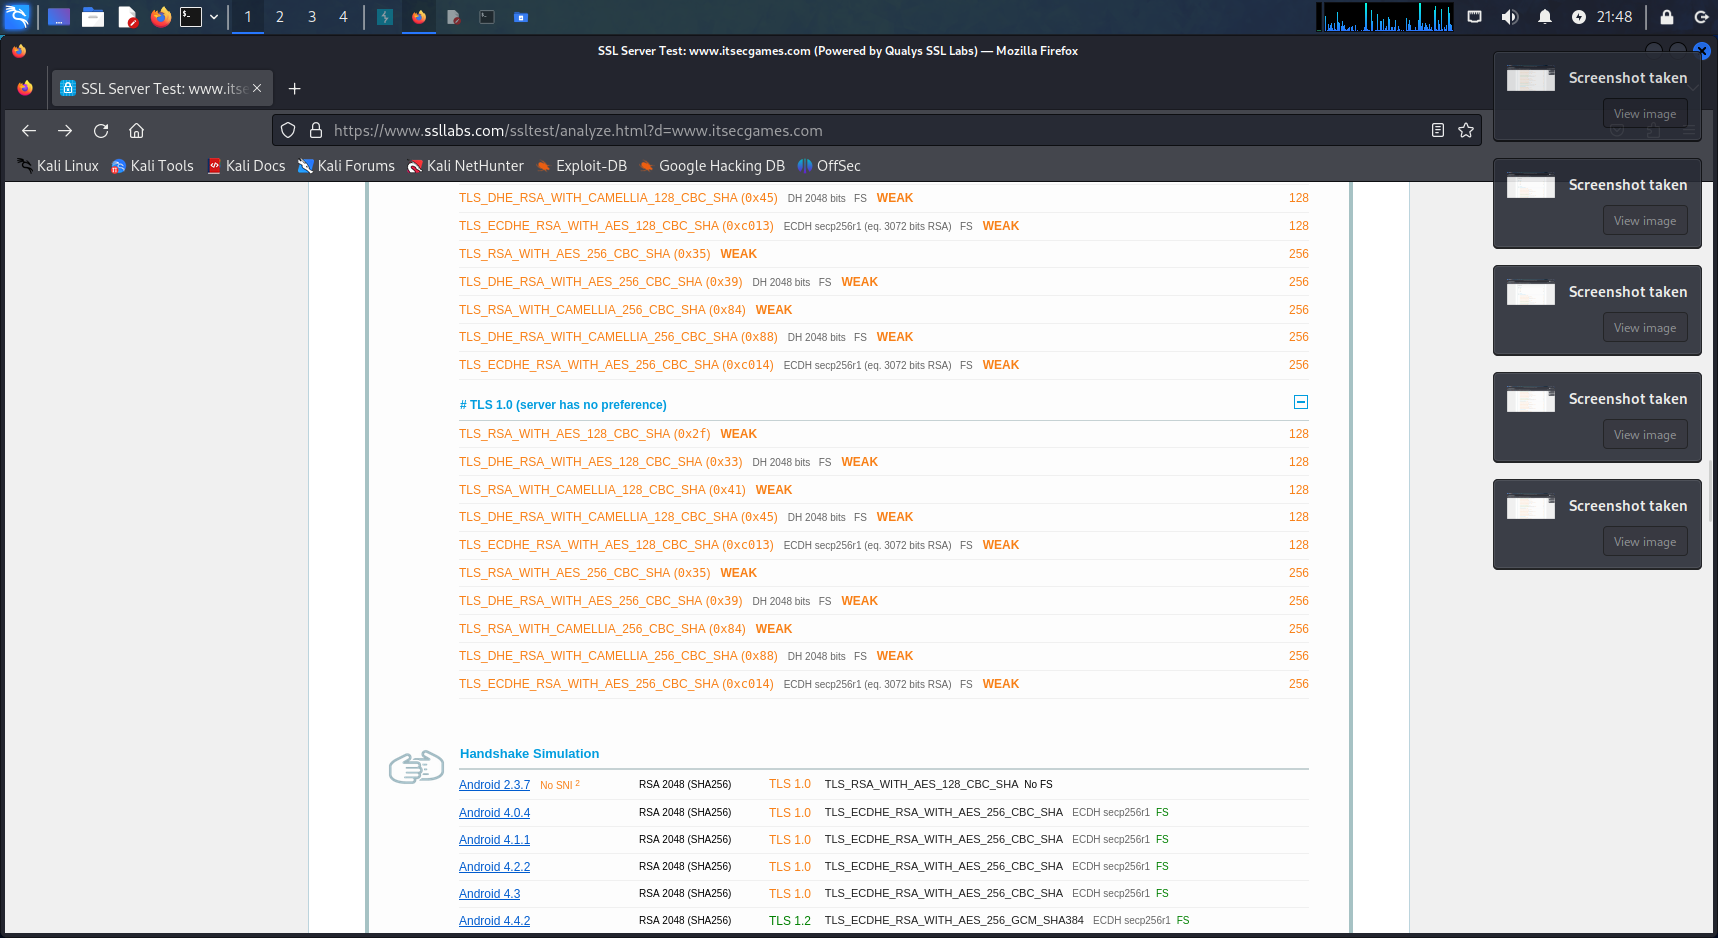 1 2 3 4 21:48
SSL Server Test: www.itsecgames.com (Powered by Qualys SSL Labs) — Mozilla Firefox
SSL Server Test: www.itse
https://www.ssllabs.com/ssltest/analyze.html?d=www.itsecgames.com
Kali Linux Kali Tools Kali Docs Kali Forums Kali NetHunter Exploit-DB Google Hacking DB OffSec
TLS_DHE_RSA_WITH_CAMELLIA_128_CBC_SHA (0x45) DH 2048 bits FS WEAK 128
TLS_ECDHE_RSA_WITH_AES_128_CBC_SHA (0xc013) ECDH secp256r1 (eq. 3072 bits RSA) FS WEAK 128
TLS_RSA_WITH_AES_256_CBC_SHA (0x35) WEAK 256
TLS_DHE_RSA_WITH_AES_256_CBC_SHA (0x39) DH 2048 bits FS WEAK 256
TLS_RSA_WITH_CAMELLIA_256_CBC_SHA (0x84) WEAK 256
TLS_DHE_RSA_WITH_CAMELLIA_256_CBC_SHA (0x88) DH 2048 bits FS WEAK 256
TLS_ECDHE_RSA_WITH_AES_256_CBC_SHA (0xc014) ECDH secp256r1 (eq. 3072 bits RSA) FS WEAK 256
# TLS 1.0 (server has no preference)
TLS_RSA_WITH_AES_128_CBC_SHA (0x2f) WEAK 128
TLS_DHE_RSA_WITH_AES_128_CBC_SHA (0x33) DH 2048 bits FS WEAK 128
TLS_RSA_WITH_CAMELLIA_128_CBC_SHA (0x41) WEAK 128
TLS_DHE_RSA_WITH_CAMELLIA_128_CBC_SHA (0x45) DH 2048 bits FS WEAK 128
TLS_ECDHE_RSA_WITH_AES_128_CBC_SHA (0xc013) ECDH secp256r1 (eq. 3072 bits RSA) FS WEAK 128
TLS_RSA_WITH_AES_256_CBC_SHA (0x35) WEAK 256
TLS_DHE_RSA_WITH_AES_256_CBC_SHA (0x39) DH 2048 bits FS WEAK 256
TLS_RSA_WITH_CAMELLIA_256_CBC_SHA (0x84) WEAK 256
TLS_DHE_RSA_WITH_CAMELLIA_256_CBC_SHA (0x88) DH 2048 bits FS WEAK 256
TLS_ECDHE_RSA_WITH_AES_256_CBC_SHA (0xc014) ECDH secp256r1 (eq. 3072 bits RSA) FS WEAK 256
Handshake Simulation
Android 2.3.7 No SNI 2 RSA 2048 (SHA256) TLS 1.0 TLS_RSA_WITH_AES_128_CBC_SHA No FS
Android 4.0.4 RSA 2048 (SHA256) TLS 1.0 TLS_ECDHE_RSA_WITH_AES_256_CBC_SHA ECDH secp256r1 FS
Android 4.1.1 RSA 2048 (SHA256) TLS 1.0 TLS_ECDHE_RSA_WITH_AES_256_CBC_SHA ECDH secp256r1 FS
Android 4.2.2 RSA 2048 (SHA256) TLS 1.0 TLS_ECDHE_RSA_WITH_AES_256_CBC_SHA ECDH secp256r1 FS
Android 4.3 RSA 2048 (SHA256) TLS 1.0 TLS_ECDHE_RSA_WITH_AES_256_CBC_SHA ECDH secp256r1 FS
Android 4.4.2 RSA 2048 (SHA256) TLS 1.2 TLS_ECDHE_RSA_WITH_AES_256_GCM_SHA384 ECDH secp256r1 FS
Screenshot taken
View image
Screenshot taken
View image
Screenshot taken
View image
Screenshot taken
View image
Screenshot taken
View image